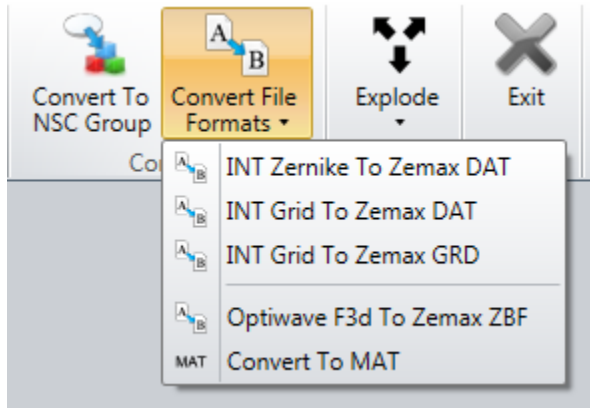 A
B
Convert To
NSC Group
Convert File
Formats
Explode
Exit
Co
A B
INT Zernike To Zemax DAT
A B
INT Grid To Zemax DAT
A B
INT Grid To Zemax GRD
A B
Optiwave F3d To Zemax ZBF
MAT
Convert To MAT